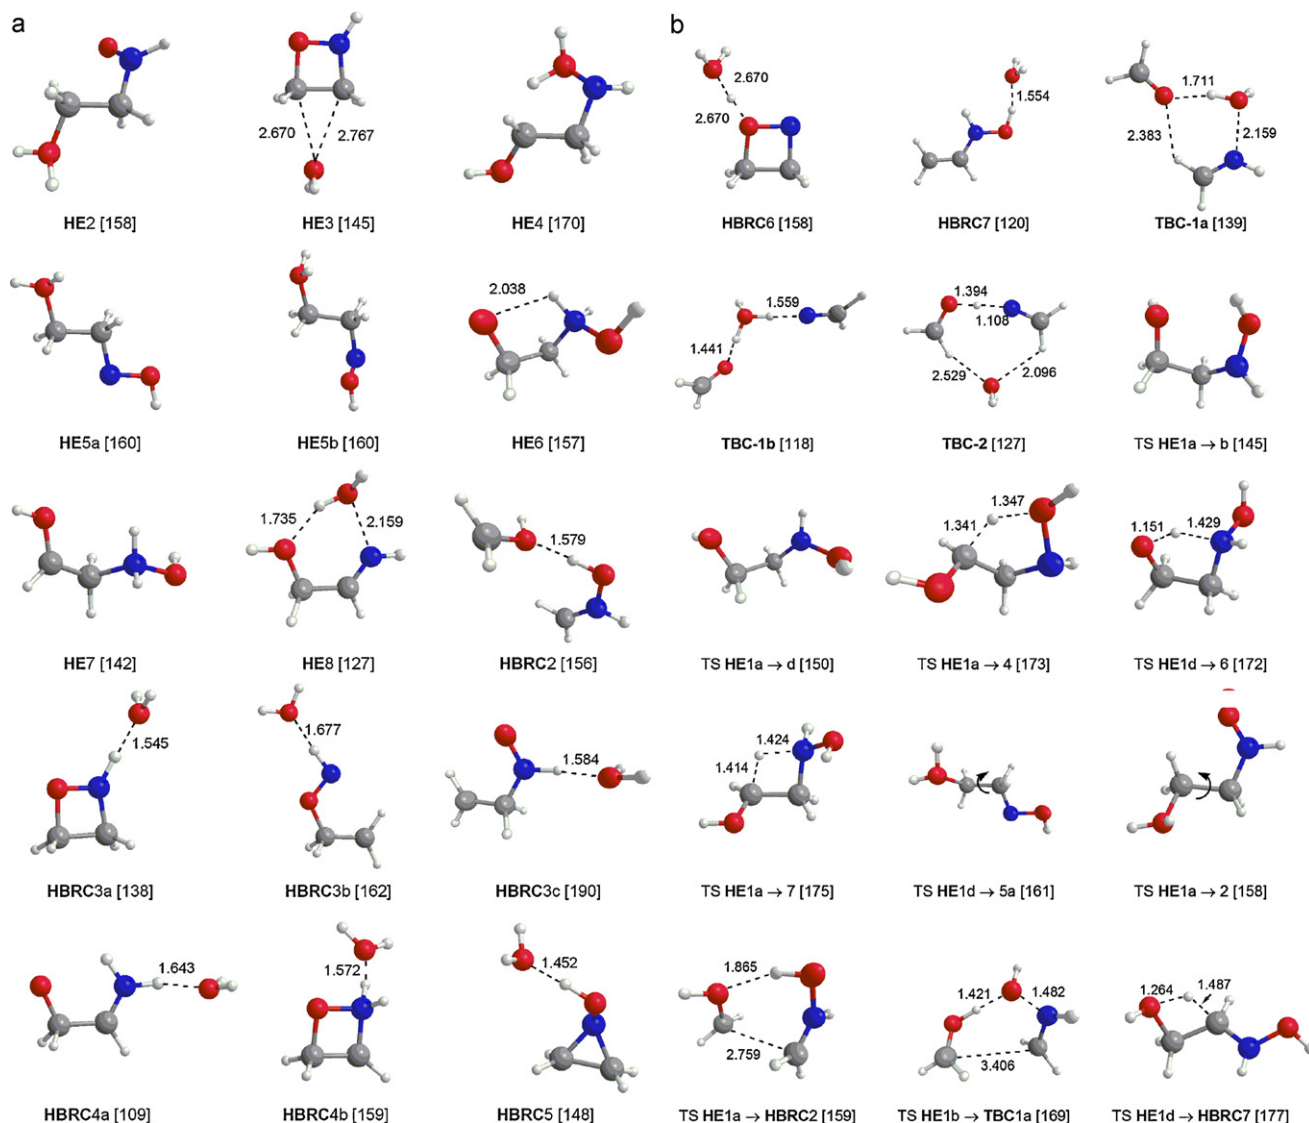 a
b
2.670
2.767
2.670
2.670
1.554
1.711
2.383
2.159
HE2 [158]
HE3 [145]
HE4 [170]
HBRC6 [158]
HBRC7 [120]
TBC-1a [139]
2.038
1.559
1.441
1.394
1.108
2.529
2.096
HE5a [160]
HE5b [160]
HE6 [157]
TBC-1b [118]
TBC-2 [127]
TS HE1a → b [145]
1.735
2.159
1.579
1.341
1.347
1.151
1.429
HE7 [142]
HE8 [127]
HBRC2 [156]
TS HE1a → d [150]
TS HE1a → 4 [173]
TS HE1d → 6 [172]
1.545
1.677
1.584
1.424
1.414
HBRC3a [138]
HBRC3b [162]
HBRC3c [190]
TS HE1a → 7 [175]
TS HE1d → 5a [161]
TS HE1a → 2 [158]
1.643
1.572
1.452
1.865
2.759
1.421
1.482
3.406
1.264
1.487
HBRC4a [109]
HBRC4b [159]
HBRC5 [148]
TS HE1a → HBRC2 [159]
TS HE1b → TBC1a [169]
TS HE1d → HBRC7 [177]